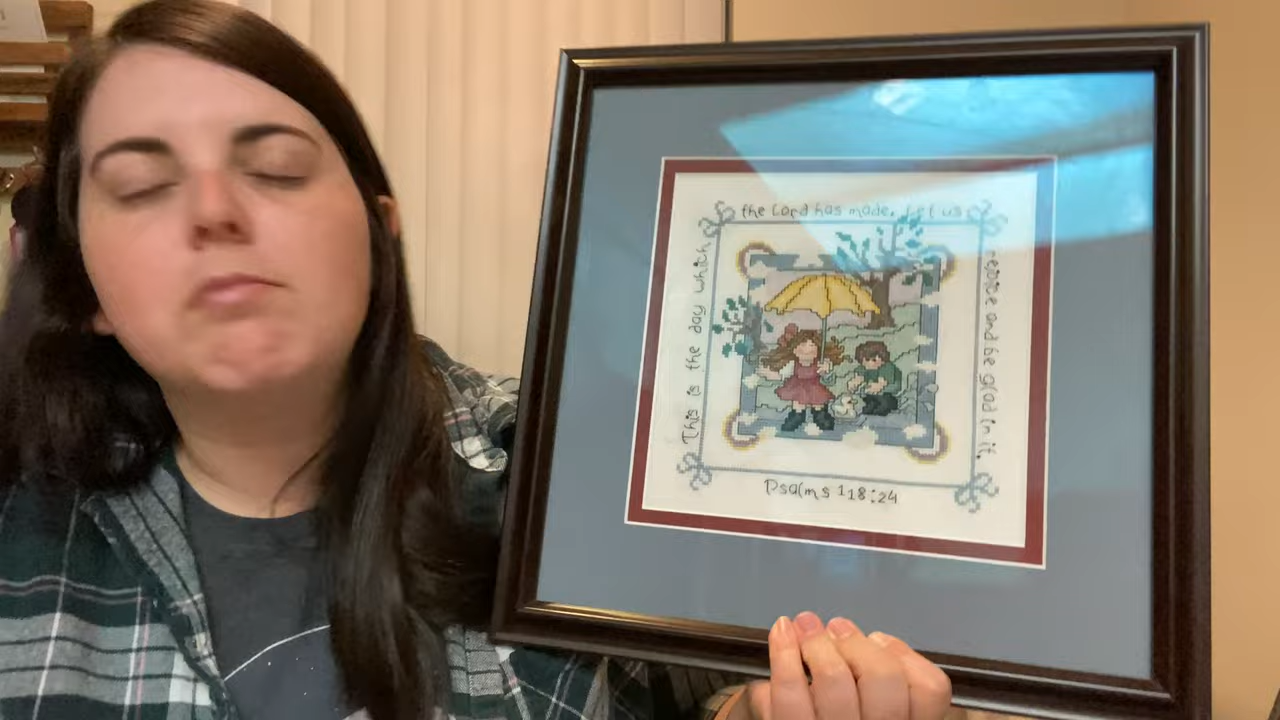 This is the day which
the Lord has made. Let us
rejoice and be glad in it.
Psalms 118:24